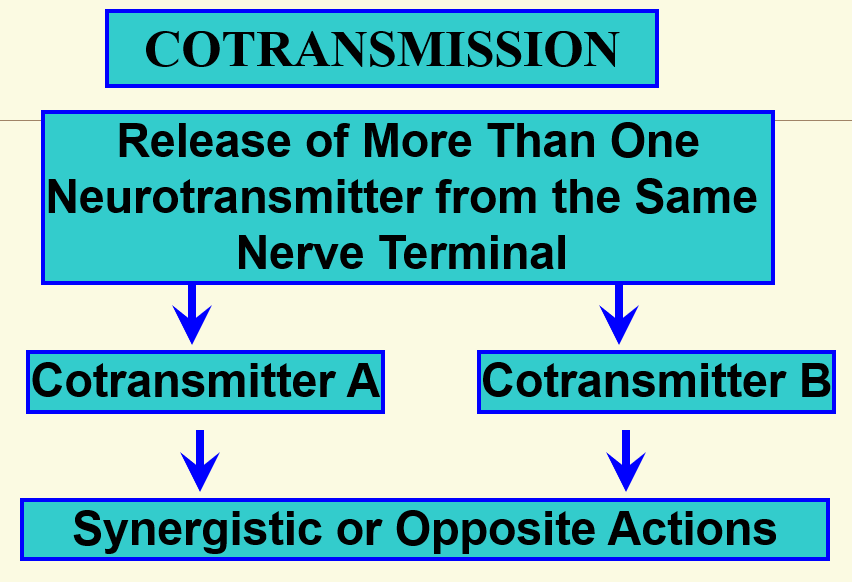 COTRANSMISSION
Release of More Than One
Neurotransmitter from the Same
Nerve Terminal
Cotransmitter A
Cotransmitter B
Synergistic or Opposite Actions